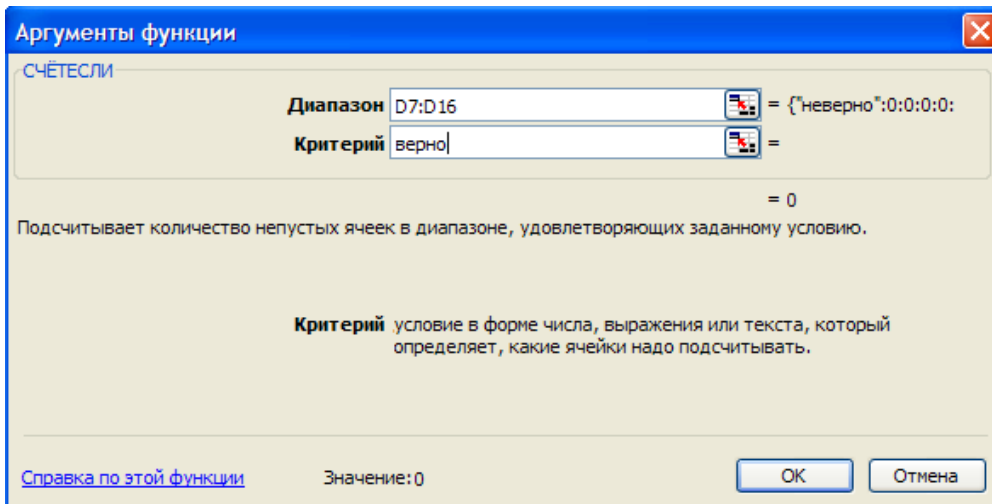 Аргументы функции
СЧЁТЕСЛИ
Диапазон D7:D16 = {"неверно":0:0:0:0:
Критерий верно =
= 0
Подсчитывает количество непустых ячеек в диапазоне, удовлетворяющих заданному условию.
Критерий условие в форме числа, выражения или текста, который
определяет, какие ячейки надо подсчитывать.
Справка по этой функции Значение:0 ОК Отмена